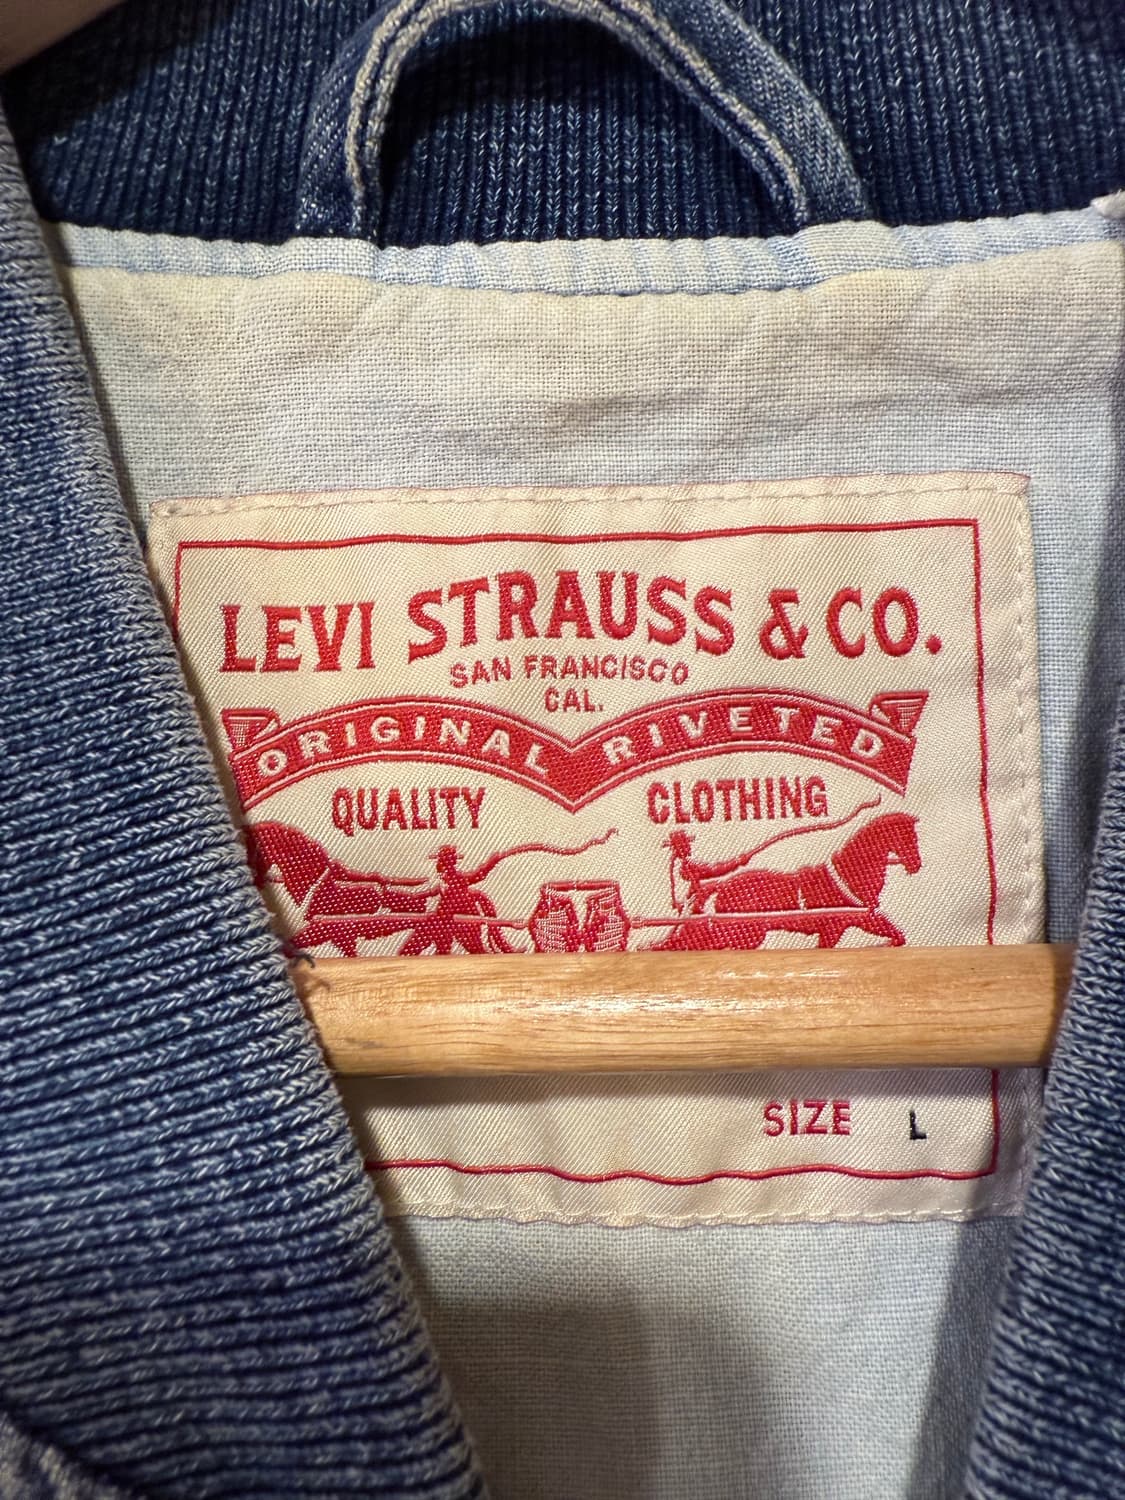 LEVI STRAUSS & CO.
SAN FRANCISCO
CAL.
ORIGINAL RIVETED
QUALITY CLOTHING
SIZE L